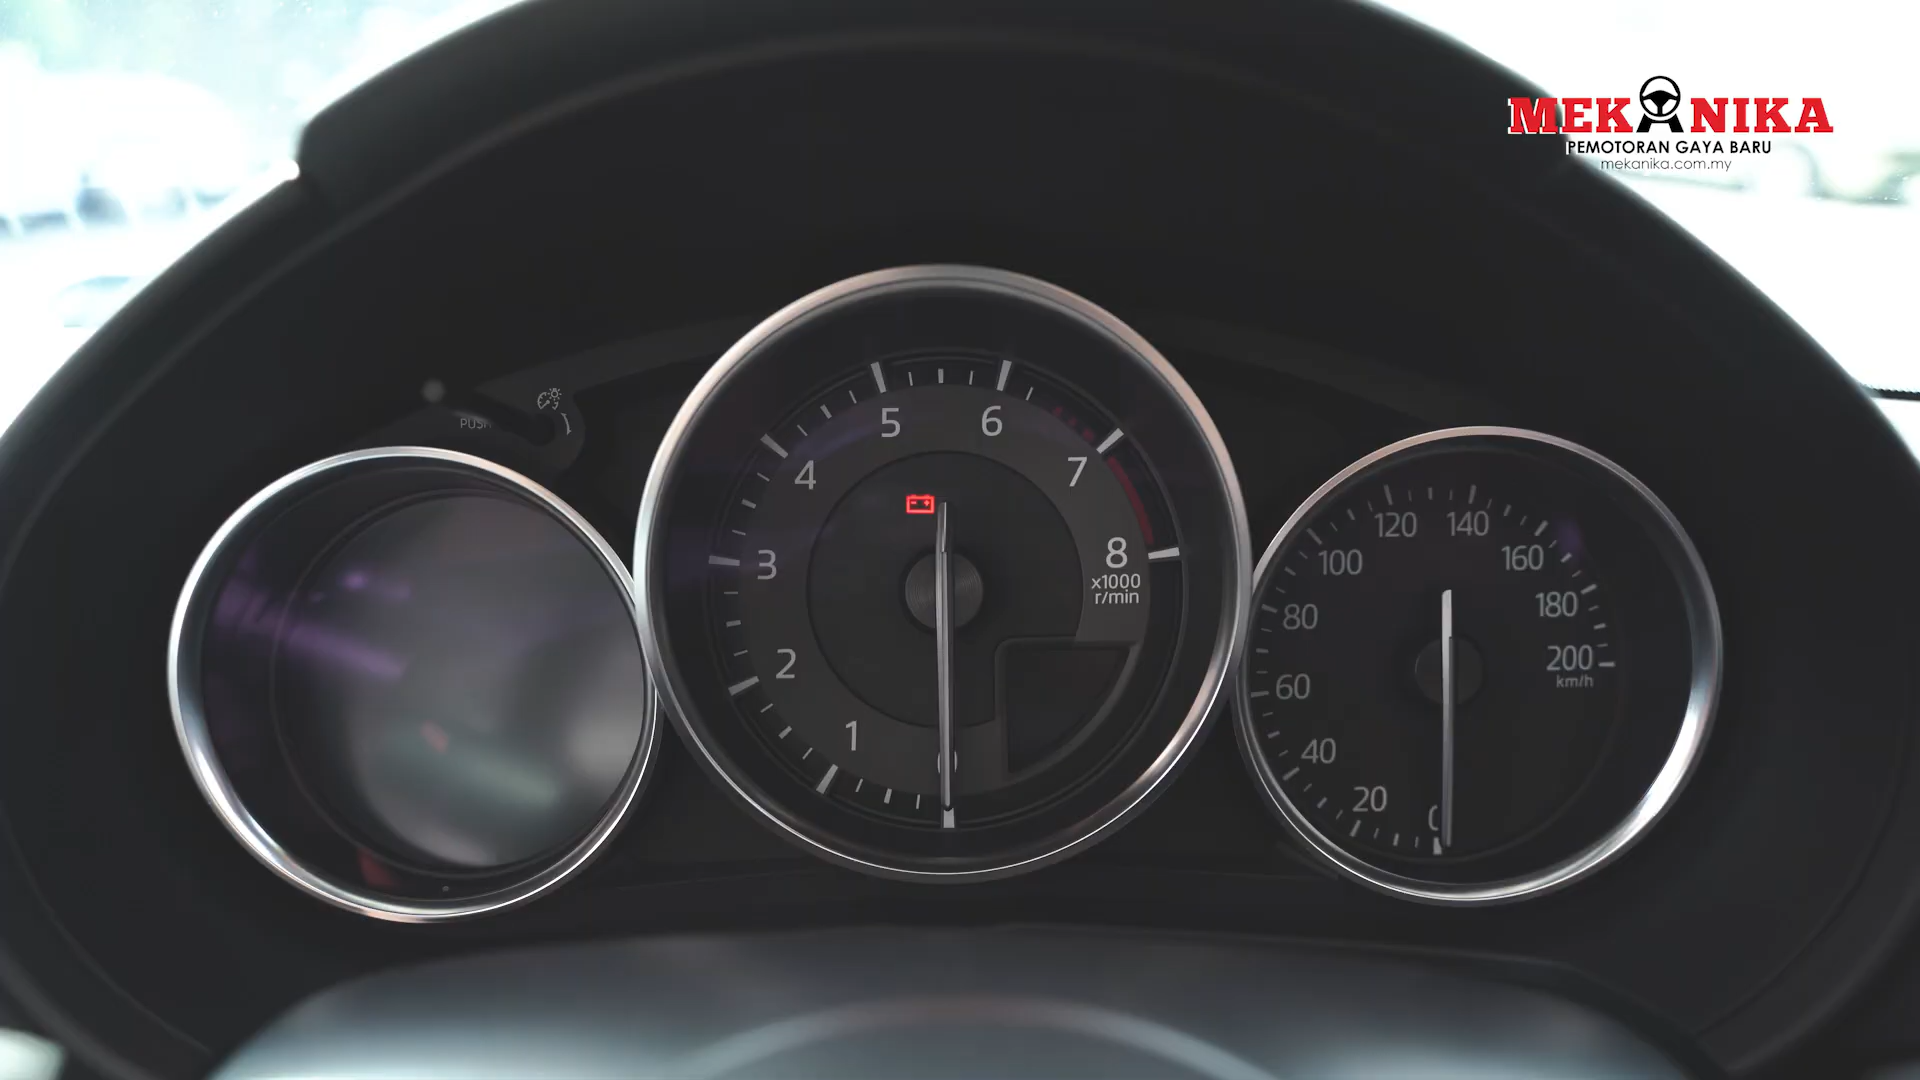 MEKANIKA
PEMOTORAN GAYA BARU
mekanika.com.my
PUSH
5 6
4 7
3 8
x1000
r/min
2
1
0
120 140
100 160
80 180
60 200
km/h
40
20
0